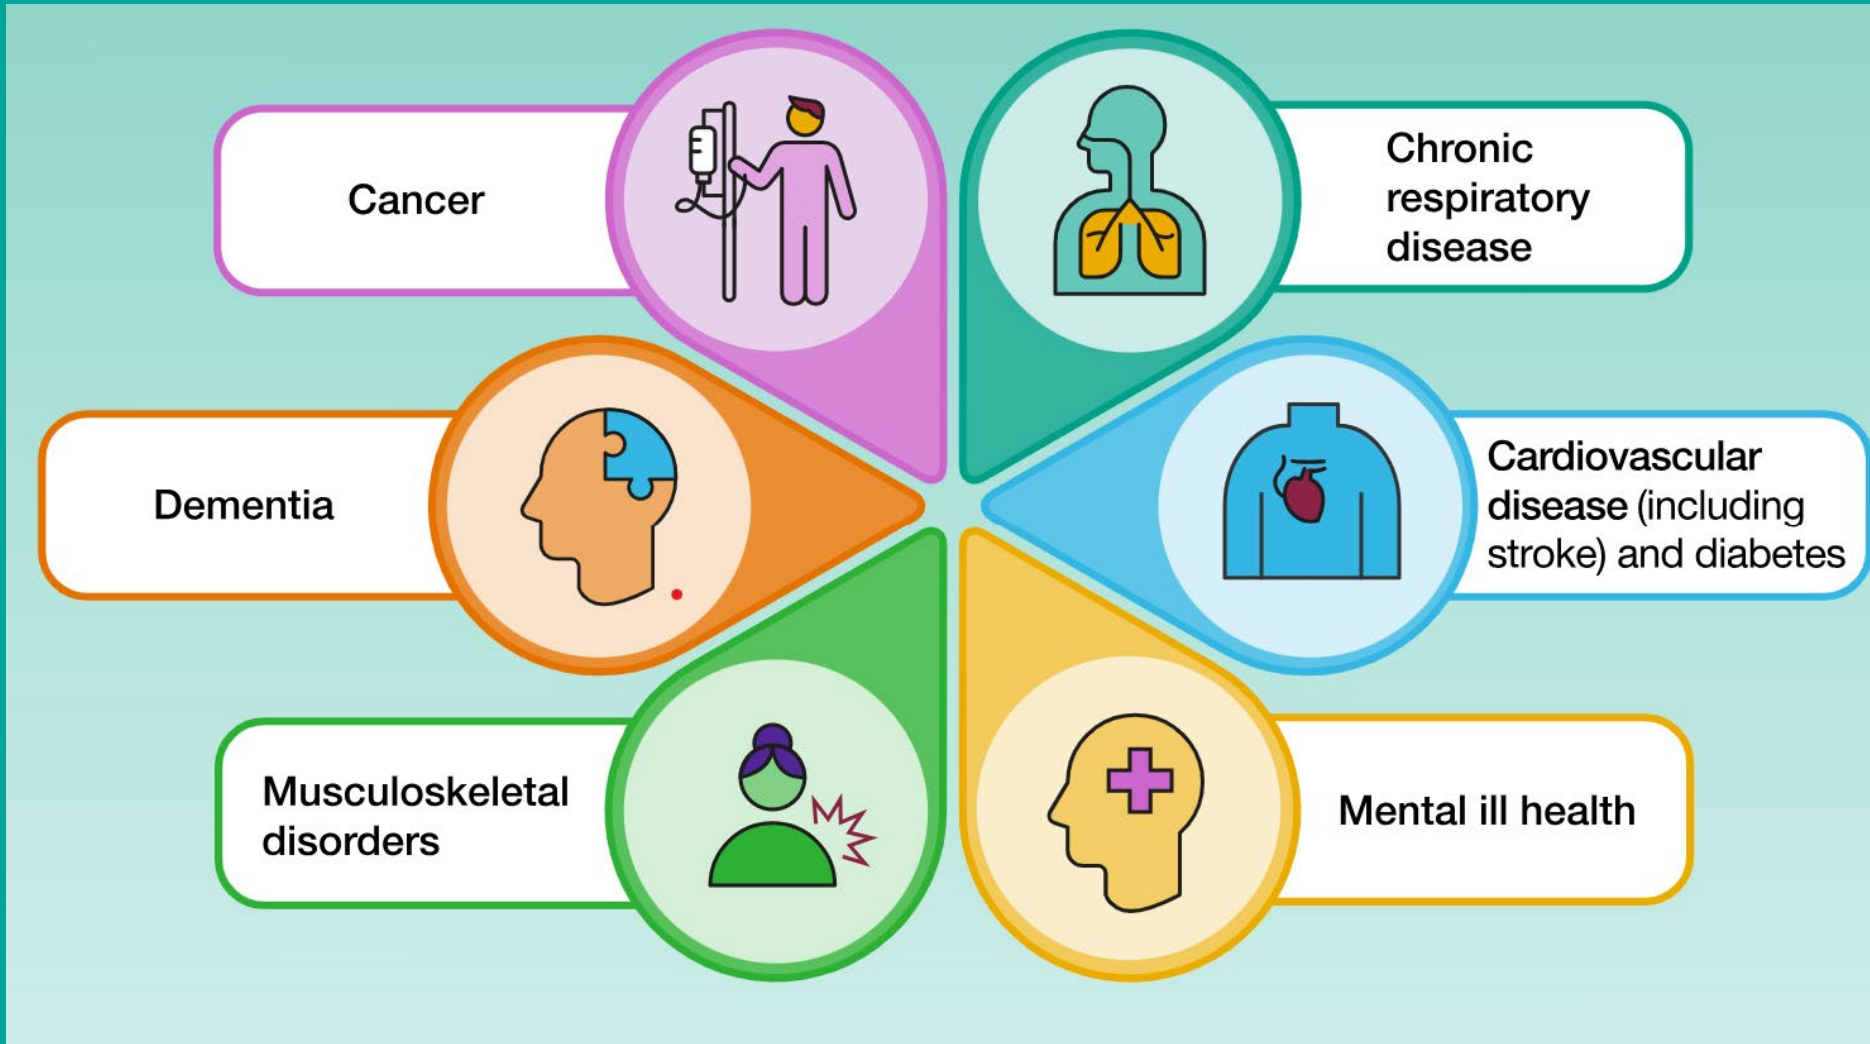 Cancer
Chronic
respiratory
disease
Dementia
Cardiovascular
disease (including
stroke) and diabetes
Musculoskeletal
disorders
Mental ill health